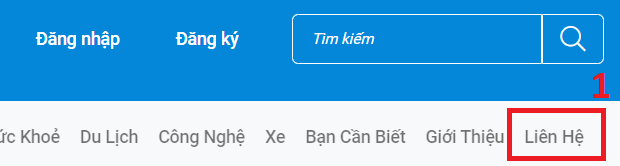 Đăng nhập Đăng ký Tìm kiếm
1
ức Khoẻ Du Lịch Công Nghệ Xe Bạn Cần Biết Giới Thiệu Liên Hệ